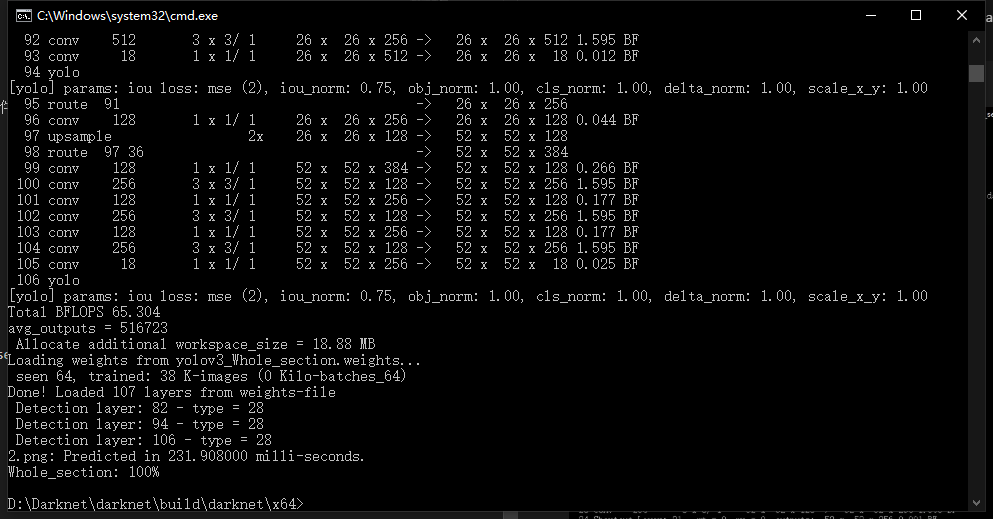 C:\Windows\system32\cmd.exe
92 conv 512 3 x 3/ 1 26 x 26 x 256 -> 26 x 26 x 512 1.595 BF
93 conv 18 1 x 1/ 1 26 x 26 x 512 -> 26 x 26 x 18 0.012 BF
94 yolo
[yolo] params: iou loss: mse (2), iou_norm: 0.75, obj_norm: 1.00, cls_norm: 1.00, delta_norm: 1.00, scale_x_y: 1.00
95 route 91 -> 26 x 26 x 256
96 conv 128 1 x 1/ 1 26 x 26 x 256 -> 26 x 26 x 128 0.044 BF
97 upsample 2x 26 x 26 x 128 -> 52 x 52 x 128
98 route 97 36 -> 52 x 52 x 384
99 conv 128 1 x 1/ 1 52 x 52 x 384 -> 52 x 52 x 128 0.266 BF
100 conv 256 3 x 3/ 1 52 x 52 x 128 -> 52 x 52 x 256 1.595 BF
101 conv 128 1 x 1/ 1 52 x 52 x 256 -> 52 x 52 x 128 0.177 BF
102 conv 256 3 x 3/ 1 52 x 52 x 128 -> 52 x 52 x 256 1.595 BF
103 conv 128 1 x 1/ 1 52 x 52 x 256 -> 52 x 52 x 128 0.177 BF
104 conv 256 3 x 3/ 1 52 x 52 x 128 -> 52 x 52 x 256 1.595 BF
105 conv 18 1 x 1/ 1 52 x 52 x 256 -> 52 x 52 x 18 0.025 BF
106 yolo
[yolo] params: iou loss: mse (2), iou_norm: 0.75, obj_norm: 1.00, cls_norm: 1.00, delta_norm: 1.00, scale_x_y: 1.00
Total BFLOPS 65.304
avg_outputs = 516723
Allocate additional workspace_size = 18.88 MB
Loading weights from yolov3_Whole_section.weights...
seen 64, trained: 38 K-images (0 Kilo-batches_64)
Done! Loaded 107 layers from weights-file
Detection layer: 82 - type = 28
Detection layer: 94 - type = 28
Detection layer: 106 - type = 28
2.png: Predicted in 231.908000 milli-seconds.
Whole_section: 100%
D:\Darknet\darknet\build\darknet\x64>